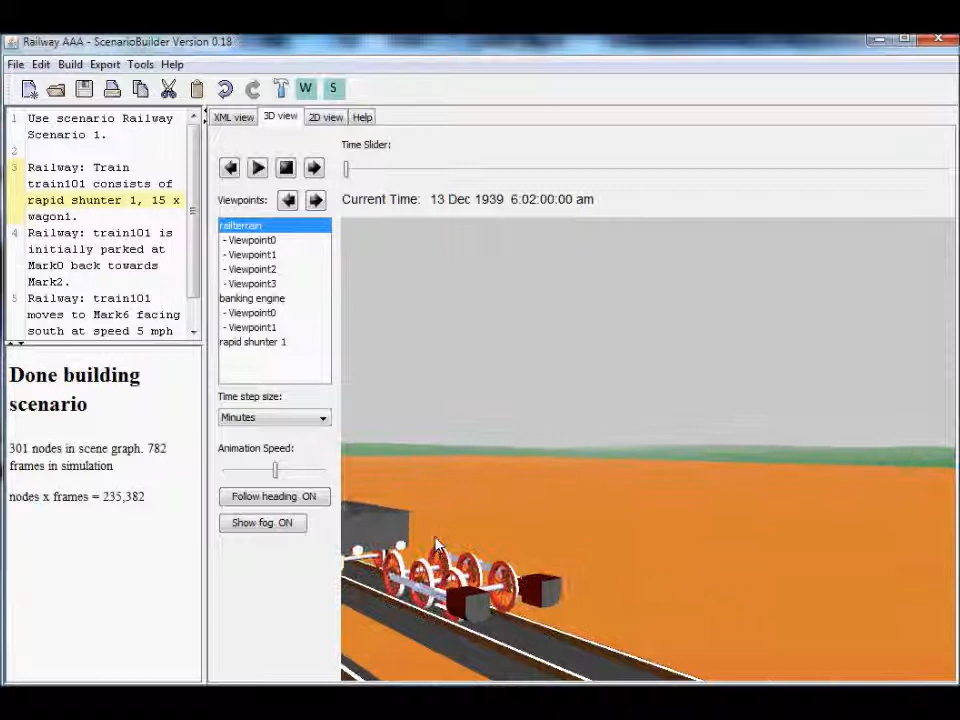 Railway AAA - ScenarioBuilder Version 0.18
File Edit Build Export Tools Help
W S
XML view 3D view 2D view Help
1 Use scenario Railway
Scenario 1.
2
3 Railway: Train
train101 consists of
rapid shunter 1, 15 x
wagon1.
4 Railway: train101 is
initially parked at
Mark0 back towards
Mark2.
5 Railway: train101
moves to Mark6 facing
south at speed 5 mph
Done building
scenario
301 nodes in scene graph. 782
frames in simulation
nodes x frames = 235,382
Time Slider:
Viewpoints:
Current Time: 13 Dec 1939 6:02:00:00 am
railterrain
- Viewpoint0
- Viewpoint1
- Viewpoint2
- Viewpoint3
banking engine
- Viewpoint0
- Viewpoint1
rapid shunter 1
Time step size:
Minutes
Animation Speed:
Follow heading ON
Show fog ON